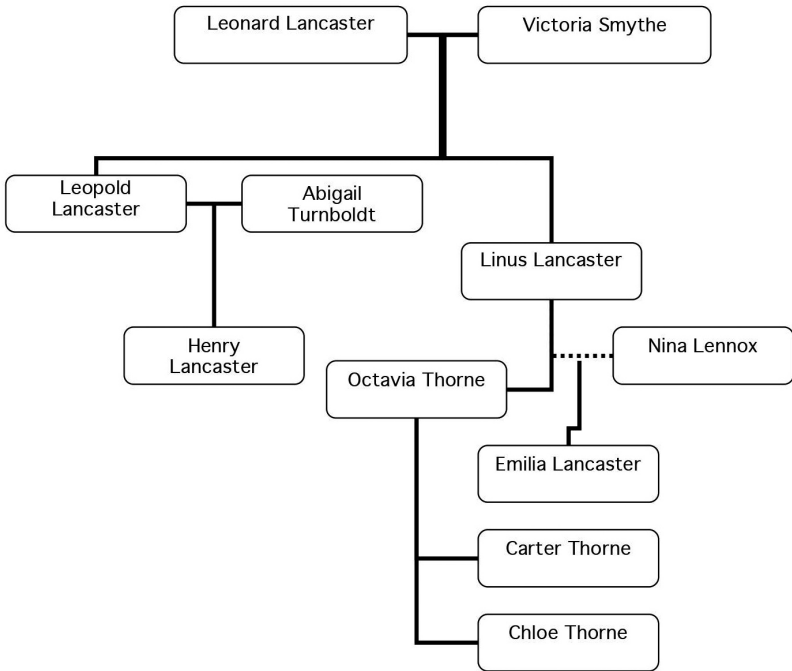 Leonard Lancaster
Victoria Smythe
Leopold
Lancaster
Abigail
Turnboldt
Linus Lancaster
Henry
Lancaster
Nina Lennox
Octavia Thorne
Emilia Lancaster
Carter Thorne
Chloe Thorne